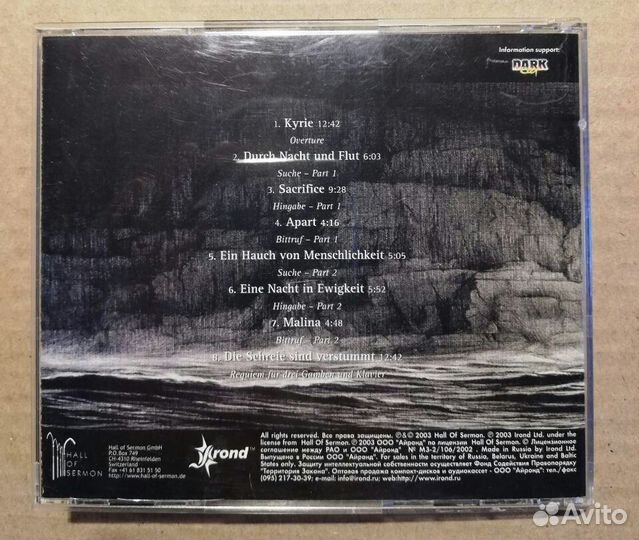 Information support:
DARK
City
1. Kyrie 12:42
Overture
2. Durch Nacht und Flut 6:03
Suche – Part 1
3. Sacrifice 9:28
Hingabe – Part 1
4. Apart 4:16
Bittruf – Part 1
5. Ein Hauch von Menschlichkeit 5:05
Suche – Part 2
6. Eine Nacht in Ewigkeit 5:52
Hingabe – Part 2
7. Malina 4:48
Bittruf – Part 2
8. Die Schreie sind verstummt 12:42
Requiem für drei Gamben und Klavier
HALL
OF
SERMON
Hall of Sermon GmbH
P.O.Box 749
CH-4310 Rheinfelden
Switzerland
Fax +41 61 831 51 50
http://www.hall-of-sermon.de
Irond
All rights reserved. Все права защищены. ℗&© 2003 Hall Of Sermon. ℗ 2003 Irond Ltd. under the
license from Hall Of Sermon. ℗ 2003 ООО "Айронд" по лицензии Hall Of Sermon. © Лицензионное
соглашение между РАО и ООО "Айронд". № МЗ-2/106/2002 . Made in Russia by Irond Ltd.
Выпущено в России ООО "Айронд". For sales in the territory of Russia, Belarus, Ukraine and Baltic
States only. Защиту интеллектуальной собственности осуществляет Фонд Содействия Правопорядку
"Территория Закона". Оптовая продажа компакт-дисков и аудиокассет - ООО "Айронд": тел./факс
(095) 217-30-39; e-mail: info@irond.ru; web:http://www.irond.ru
Avito